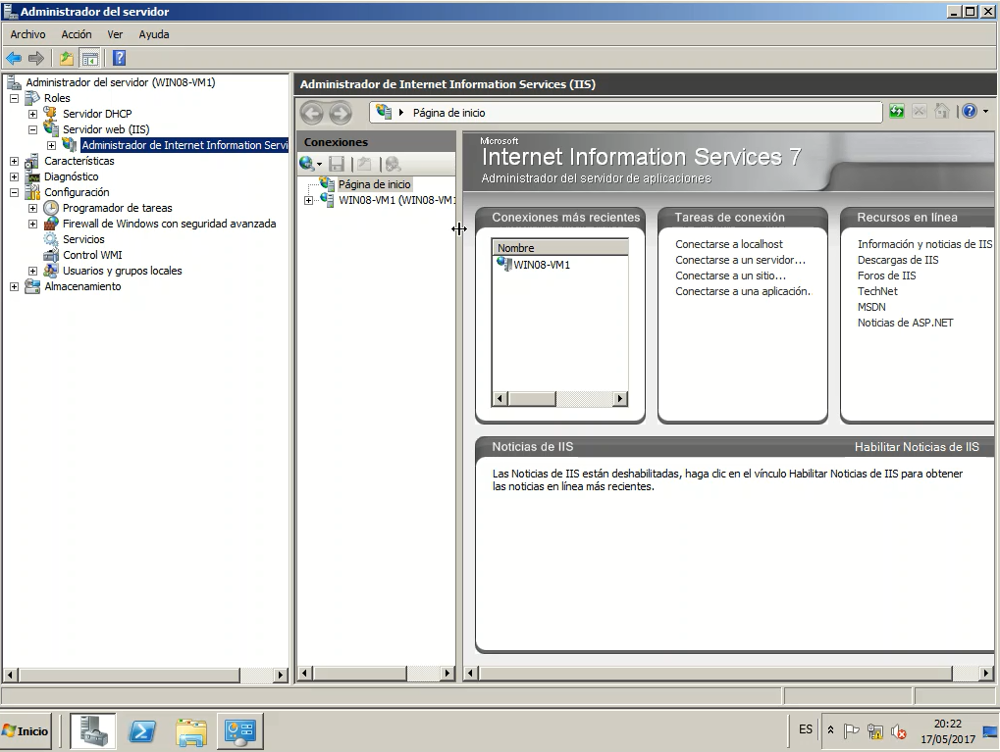 Administrador del servidor
Archivo Acción Ver Ayuda
Administrador del servidor (WIN08-VM1)
Roles
Servidor DHCP
Servidor web (IIS)
Administrador de Internet Information Servi
Características
Diagnóstico
Configuración
Programador de tareas
Firewall de Windows con seguridad avanzada
Servicios
Control WMI
Usuarios y grupos locales
Almacenamiento
Administrador de Internet Information Services (IIS)
Página de inicio
Conexiones
Página de inicio
WIN08-VM1 (WIN08-VM1
Microsoft
Internet Information Services 7
Administrador del servidor de aplicaciones
Conexiones más recientes
Nombre
WIN08-VM1
Tareas de conexión
Conectarse a localhost
Conectarse a un servidor...
Conectarse a un sitio...
Conectarse a una aplicación.
Recursos en línea
Información y noticias de IIS
Descargas de IIS
Foros de IIS
TechNet
MSDN
Noticias de ASP.NET
Noticias de IIS Habilitar Noticias de IIS
Las Noticias de IIS están deshabilitadas, haga clic en el vínculo Habilitar Noticias de IIS para obtener
las noticias en línea más recientes.
Inicio
ES
20:22
17/05/2017